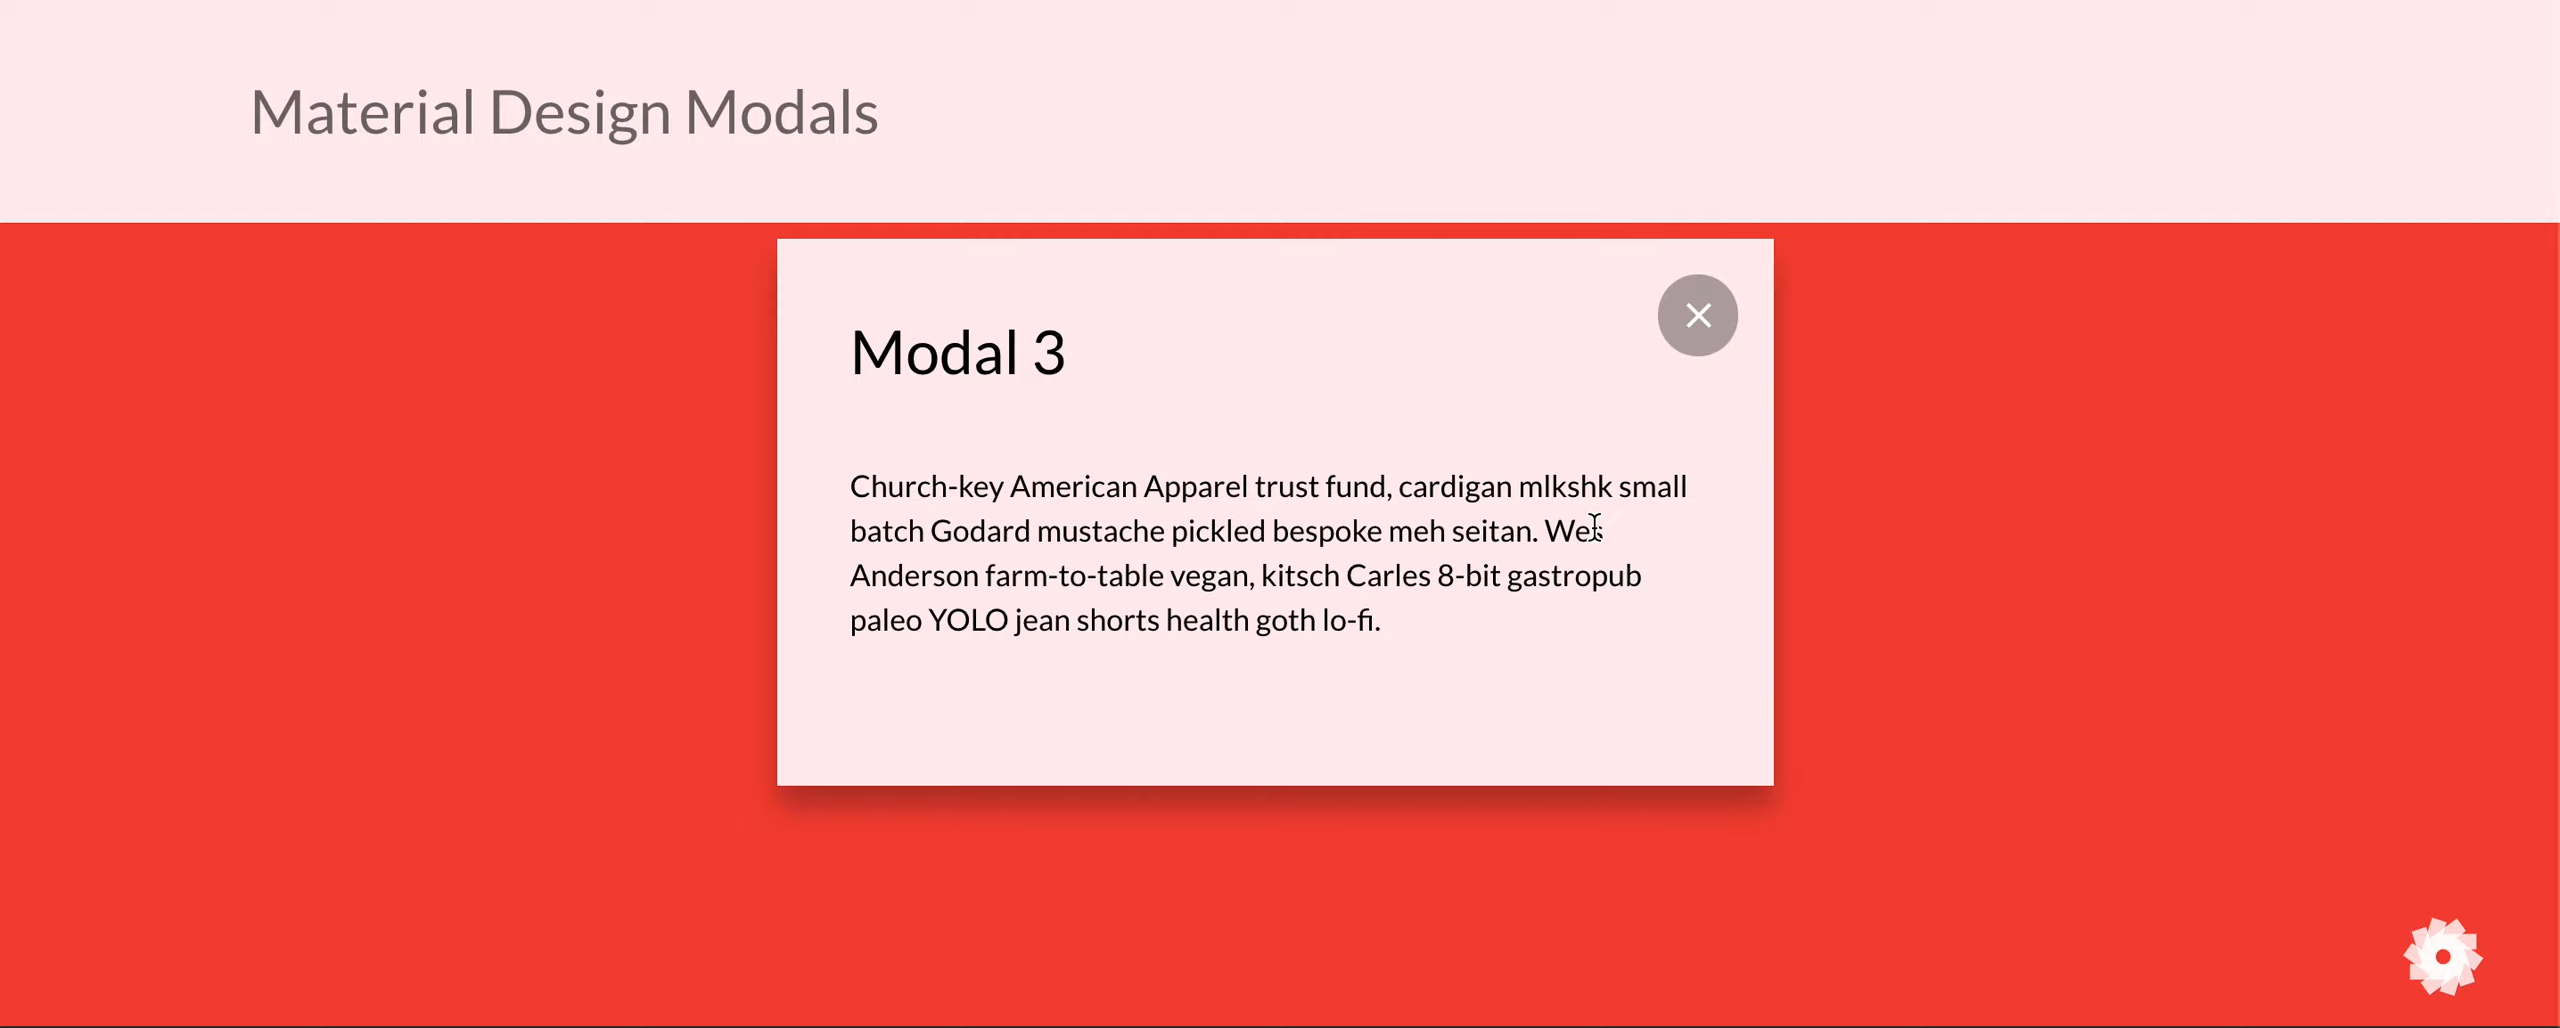 Material Design Modals
Modal 3
Church-key American Apparel trust fund, cardigan mlkshk small
batch Godard mustache pickled bespoke meh seitan. Wes
Anderson farm-to-table vegan, kitsch Carles 8-bit gastropub
paleo YOLO jean shorts health goth lo-fi.